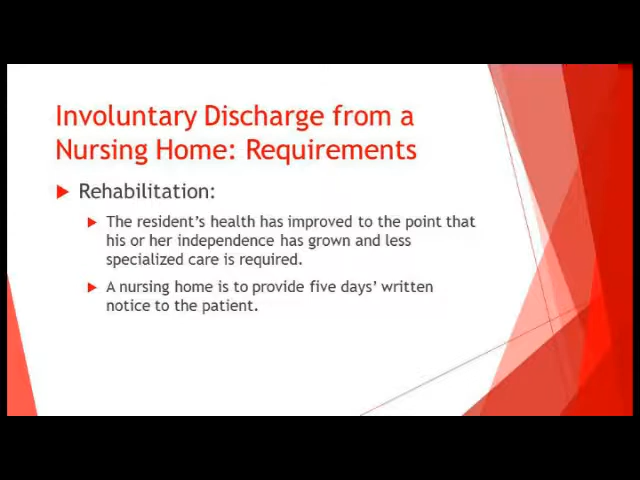 Involuntary Discharge from a
Nursing Home: Requirements
Rehabilitation:
The resident’s health has improved to the point that
his or her independence has grown and less
specialized care is required.
A nursing home is to provide five days’ written
notice to the patient.